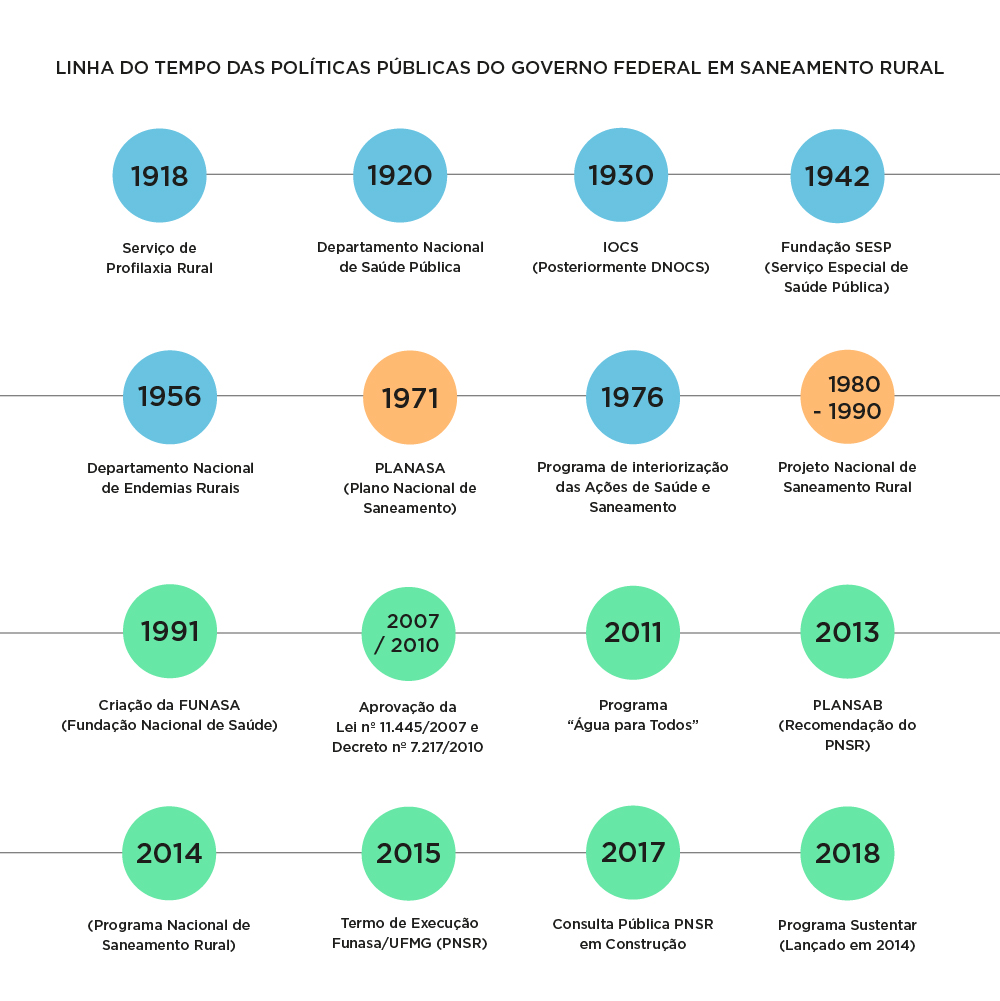 LINHA DO TEMPO DAS POLÍTICAS PÚBLICAS DO GOVERNO FEDERAL EM SANEAMENTO RURAL
1918
Serviço de
Profilaxia Rural
1920
Departamento Nacional
de Saúde Pública
1930
IOCS
(Posteriormente DNOCS)
1942
Fundação SESP
(Serviço Especial de
Saúde Pública)
1956
Departamento Nacional
de Endemias Rurais
1971
PLANASA
(Plano Nacional de
Saneamento)
1976
Programa de interiorização
das Ações de Saúde e
Saneamento
1980
- 1990
Projeto Nacional de
Saneamento Rural
1991
Criação da FUNASA
(Fundação Nacional de Saúde)
2007
/ 2010
Aprovação da
Lei nº 11.445/2007 e
Decreto nº 7.217/2010
2011
Programa
“Água para Todos”
2013
PLANSAB
(Recomendação do
PNSR)
2014
(Programa Nacional de
Saneamento Rural)
2015
Termo de Execução
Funasa/UFMG (PNSR)
2017
Consulta Pública PNSR
em Construção
2018
Programa Sustentar
(Lançado em 2014)